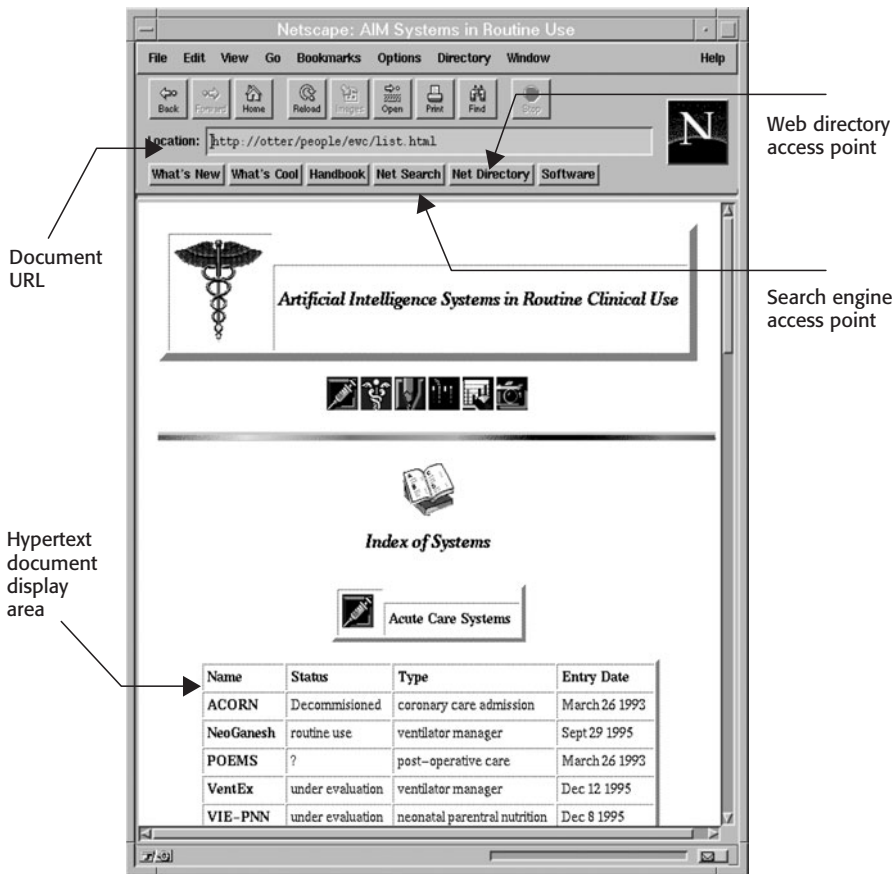 Netscape: AIM Systems in Routine Use
File Edit View Go Bookmarks Options Directory Window Help
Back Forward Home Reload Images Open Print Find Stop
N
Location: http://otter/people/ewc/list.html
What's New What's Cool Handbook Net Search Net Directory Software
Web directory
access point
Document
URL
Search engine
access point
Artificial Intelligence Systems in Routine Clinical Use
Index of Systems
Hypertext
document
display
area
Acute Care Systems
Name Status Type Entry Date
ACORN Decommisioned coronary care admission March 26 1993
NeoGanesh routine use ventilator manager Sept 29 1995
POEMS ? post-operative care March 26 1993
VentEx under evaluation ventilator manager Dec 12 1995
VIE-PNN under evaluation neonatal parentral nutrition Dec 8 1995